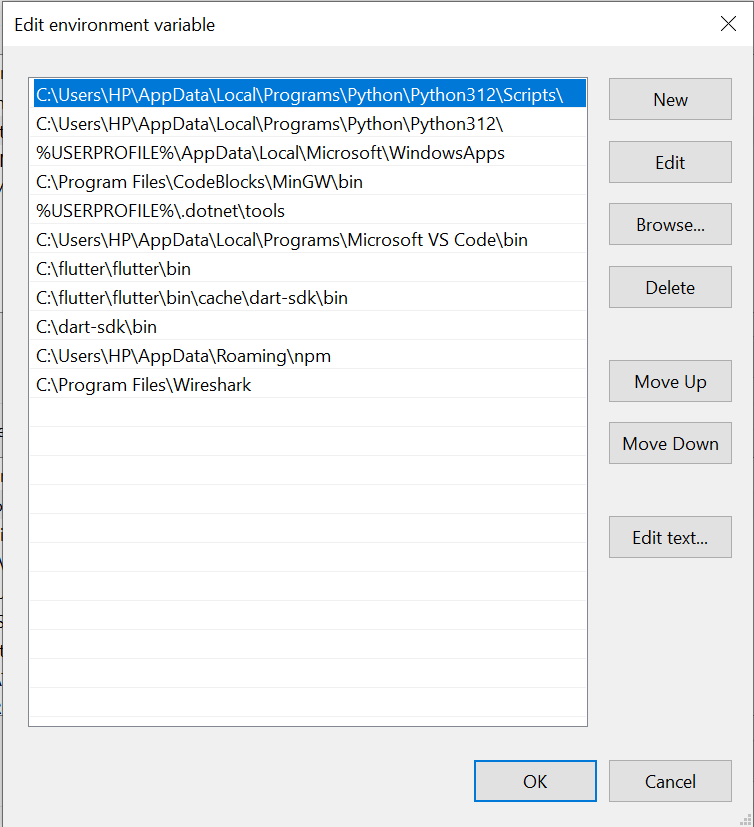 Edit environment variable
C:\Users\HP\AppData\Local\Programs\Python\Python312\Scripts\
New
C:\Users\HP\AppData\Local\Programs\Python\Python312\
%USERPROFILE%\AppData\Local\Microsoft\WindowsApps
Edit
C:\Program Files\CodeBlocks\MinGW\bin
%USERPROFILE%\.dotnet\tools
Browse...
C:\Users\HP\AppData\Local\Programs\Microsoft VS Code\bin
C:\flutter\flutter\bin
Delete
C:\flutter\flutter\bin\cache\dart-sdk\bin
C:\dart-sdk\bin
C:\Users\HP\AppData\Roaming\npm
Move Up
C:\Program Files\Wireshark
Move Down
Edit text...
OK
Cancel